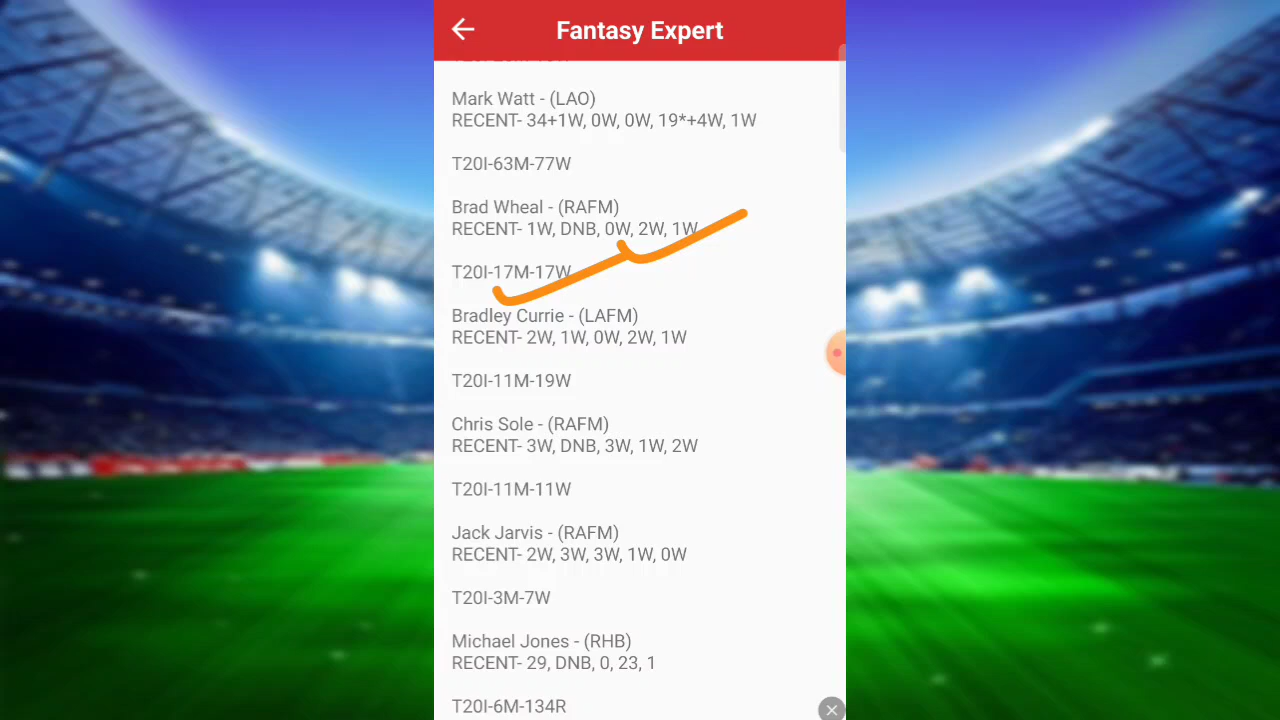 Fantasy Expert
Mark Watt - (LAO)
RECENT- 34+1W, 0W, 0W, 19*+4W, 1W
T20I-63M-77W
Brad Wheal - (RAFM)
RECENT- 1W, DNB, 0W, 2W, 1W
T20I-17M-17W
Bradley Currie - (LAFM)
RECENT- 2W, 1W, 0W, 2W, 1W
T20I-11M-19W
Chris Sole - (RAFM)
RECENT- 3W, DNB, 3W, 1W, 2W
T20I-11M-11W
Jack Jarvis - (RAFM)
RECENT- 2W, 3W, 3W, 1W, 0W
T20I-3M-7W
Michael Jones - (RHB)
RECENT- 29, DNB, 0, 23, 1
T20I-6M-134R